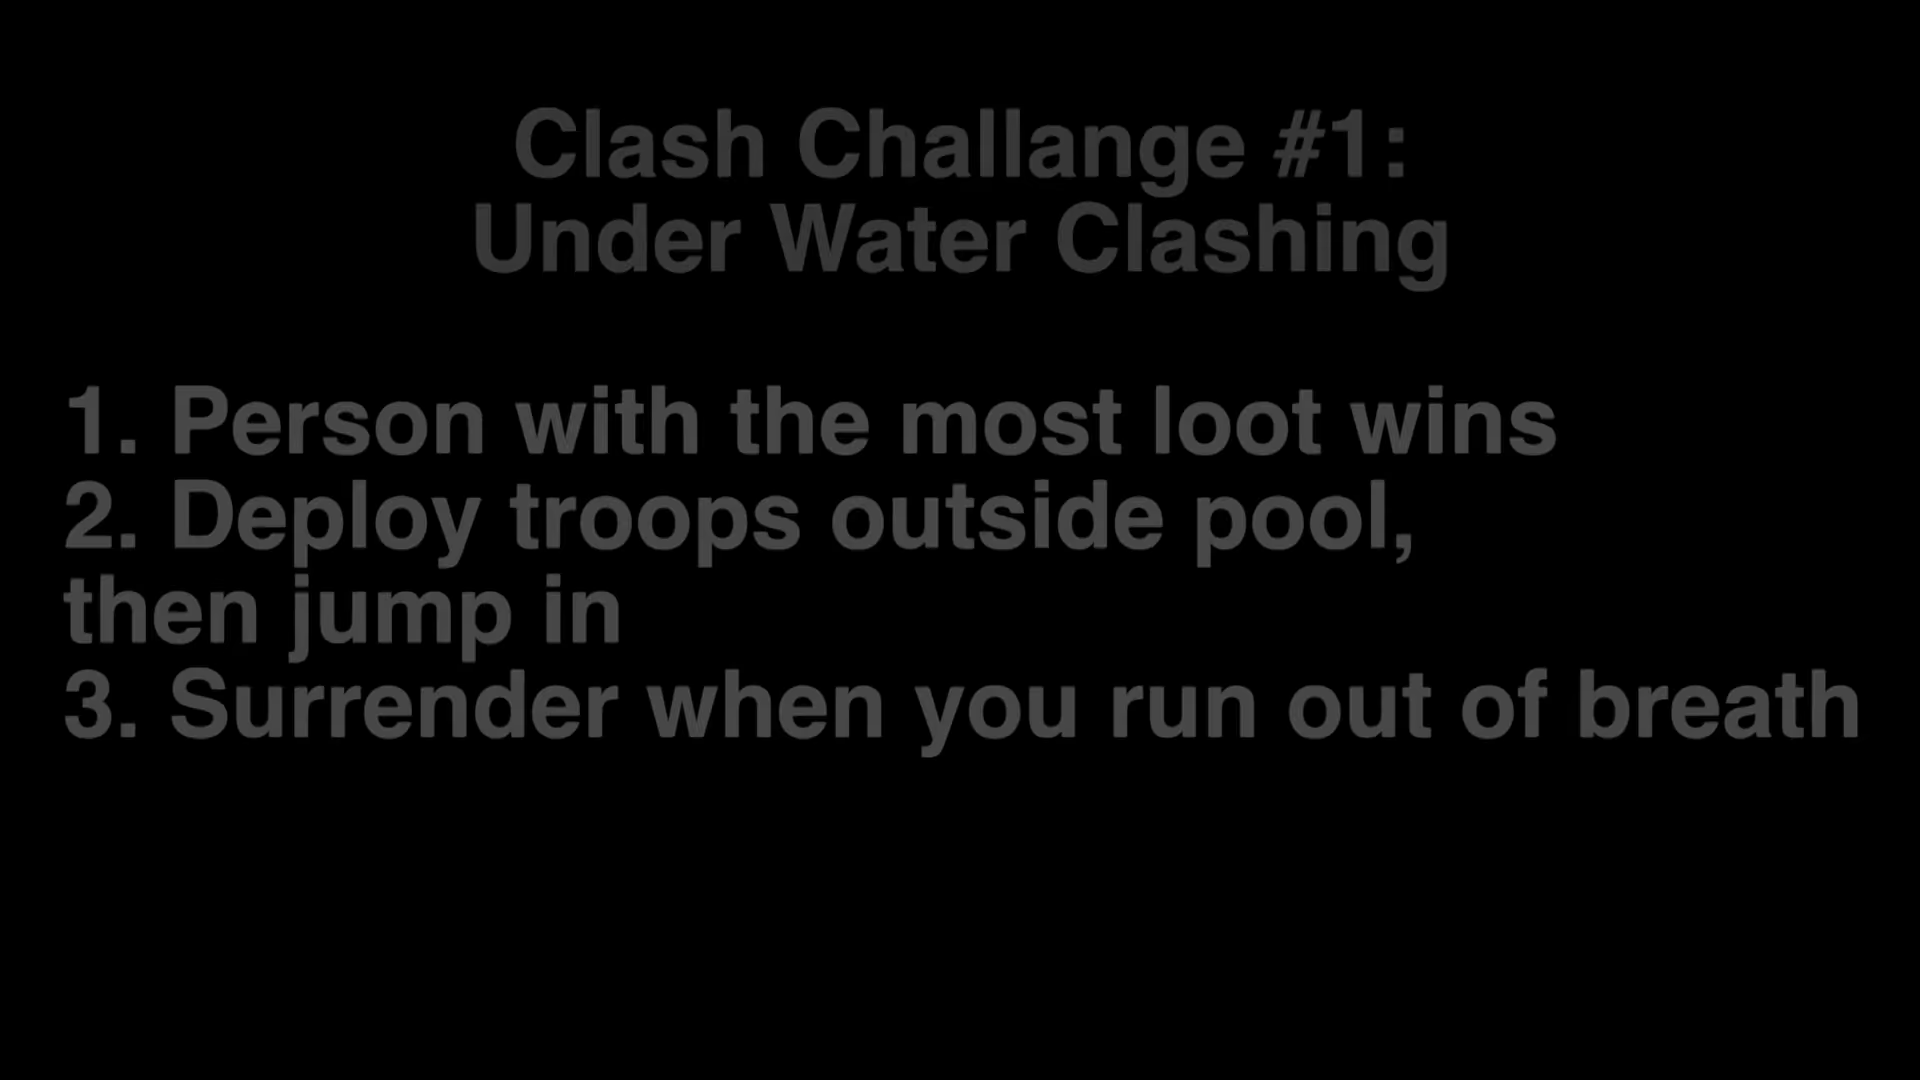 Clash Challange #1:
Under Water Clashing
1. Person with the most loot wins
2. Deploy troops outside pool,
then jump in
3. Surrender when you run out of breath